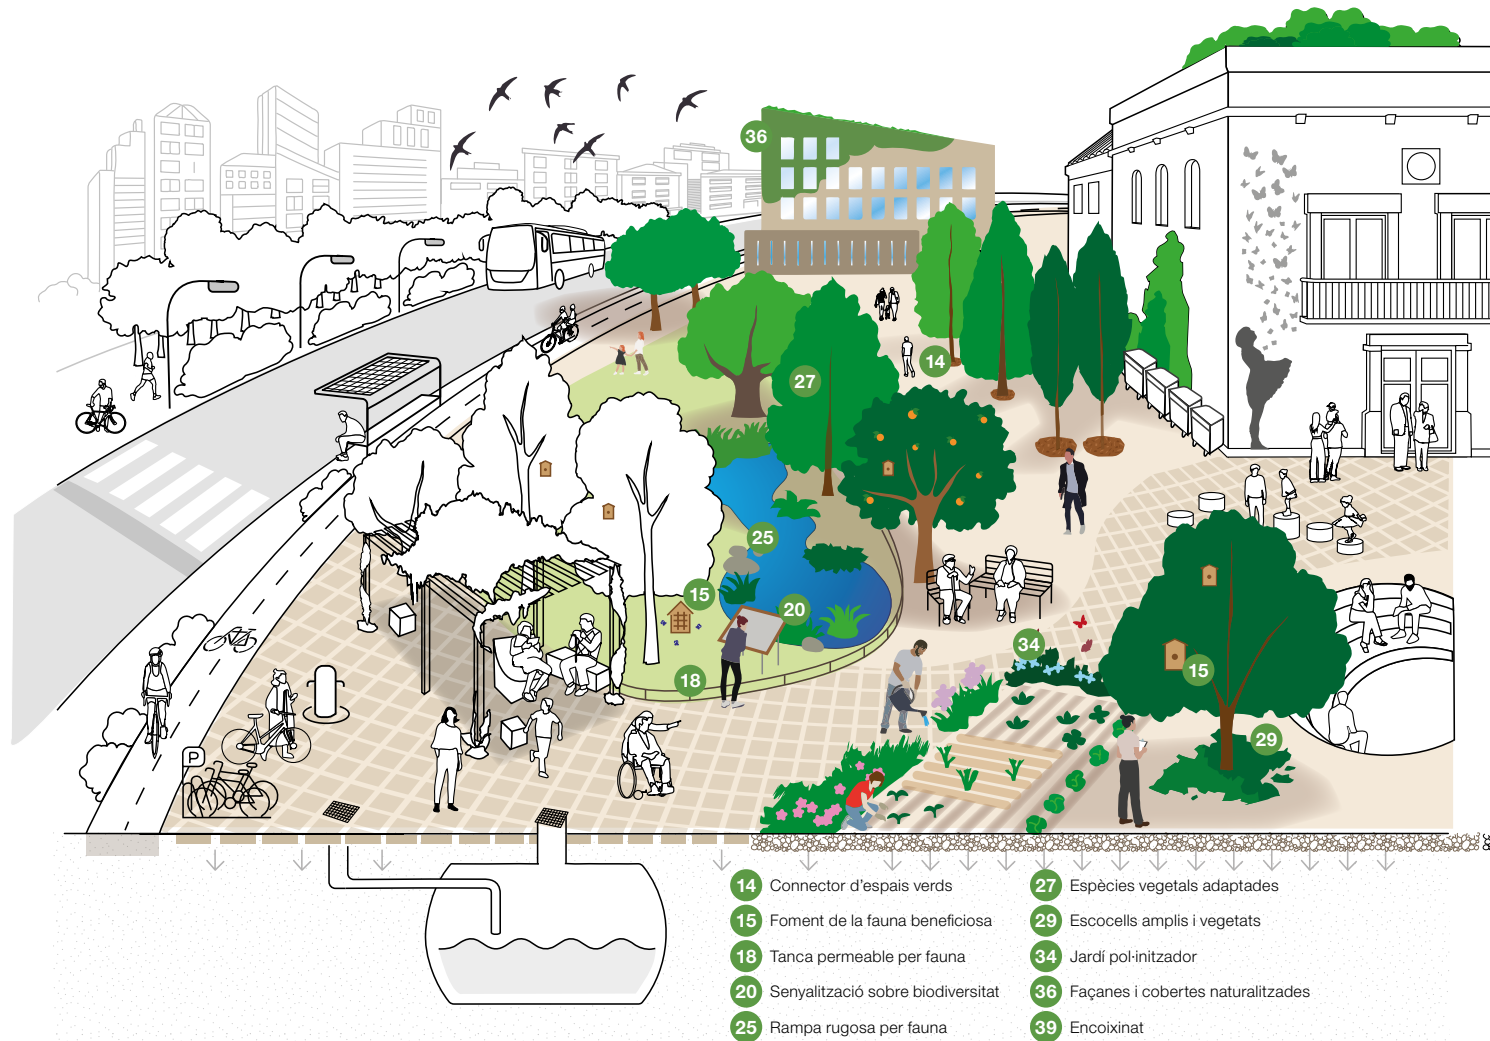 36
14
27
25
15
20
18
34
15
29
P
14 Connector d'espais verds
15 Foment de la fauna beneficiosa
18 Tanca permeable per fauna
20 Senyalització sobre biodiversitat
25 Rampa rugosa per fauna
27 Espècies vegetals adaptades
29 Escocells amplis i vegetats
34 Jardí pol·initzador
36 Façanes i cobertes naturalitzades
39 Encoixinat